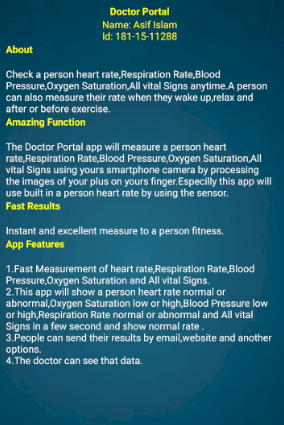 Doctor Portal
Name: Asif Islam
Id: 181-15-11288
About
Check a person heart rate,Respiration Rate,Blood
Pressure,Oxygen Saturation,All vital Signs anytime.A person
can also measure their rate when they wake up,relax and
after or before exercise.
Amazing Function
The Doctor Portal app will measure a person heart
rate,Respiration Rate,Blood Pressure,Oxygen Saturation,All
vital Signs using yours smartphone camera by processing
the images of your plus on yours finger.Especilly this app will
use built in a person heart rate by using the sensor.
Fast Results
Instant and excellent measure to a person fitness.
App Features
1.Fast Measurement of heart rate,Respiration Rate,Blood
Pressure,Oxygen Saturation and All vital Signs.
2.This app will show a person heart rate normal or
abnormal,Oxygen Saturation low or high,Blood Pressure low
or high,Respiration Rate normal or abnormal and All vital
Signs in a few second and show normal rate .
3.People can send their results by email,website and another
options.
4.The doctor can see that data.